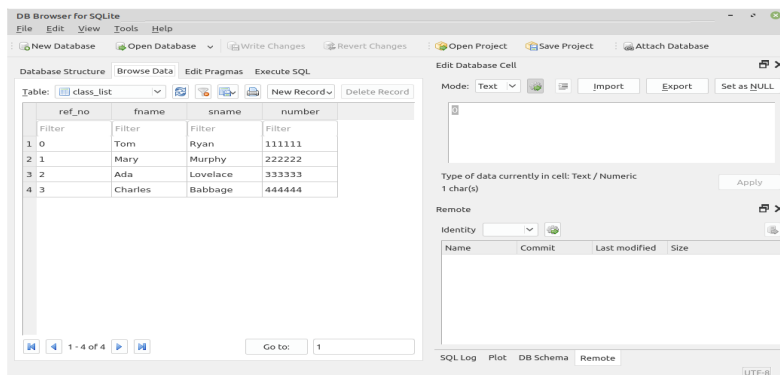 DB Browser for SQLite
File Edit View Tools Help
New Database Open Database Write Changes Revert Changes Open Project Save Project Attach Database
Database Structure Browse Data Edit Pragmas Execute SQL
Table: class_list New Record Delete Record
ref_no fname sname number
Filter Filter Filter Filter
1 0 Tom Ryan 111111
2 1 Mary Murphy 222222
3 2 Ada Lovelace 333333
4 3 Charles Babbage 444444
1 - 4 of 4 Go to: 1
Edit Database Cell
Mode: Text Import Export Set as NULL
0
Type of data currently in cell: Text / Numeric
1 char(s)
Apply
Remote
Identity
Name Commit Last modified Size
SQL Log Plot DB Schema Remote
UTF-8